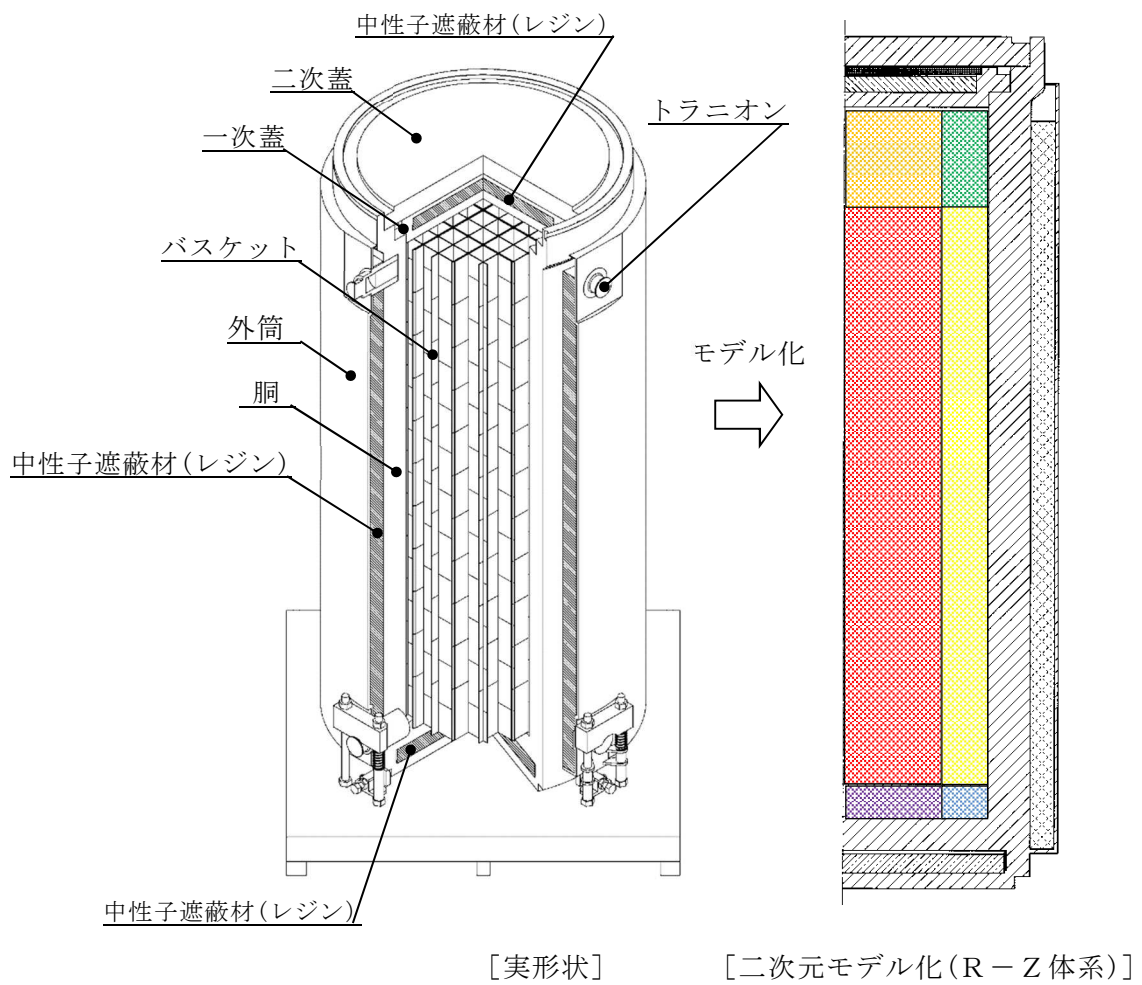 中性子遮蔽材(レジン)
二次蓋
トラニオン
一次蓋
バスケット
外筒
モデル化
胴
中性子遮蔽材(レジン)
中性子遮蔽材(レジン)
[実形状]
[二次元モデル化(R－Z体系)]